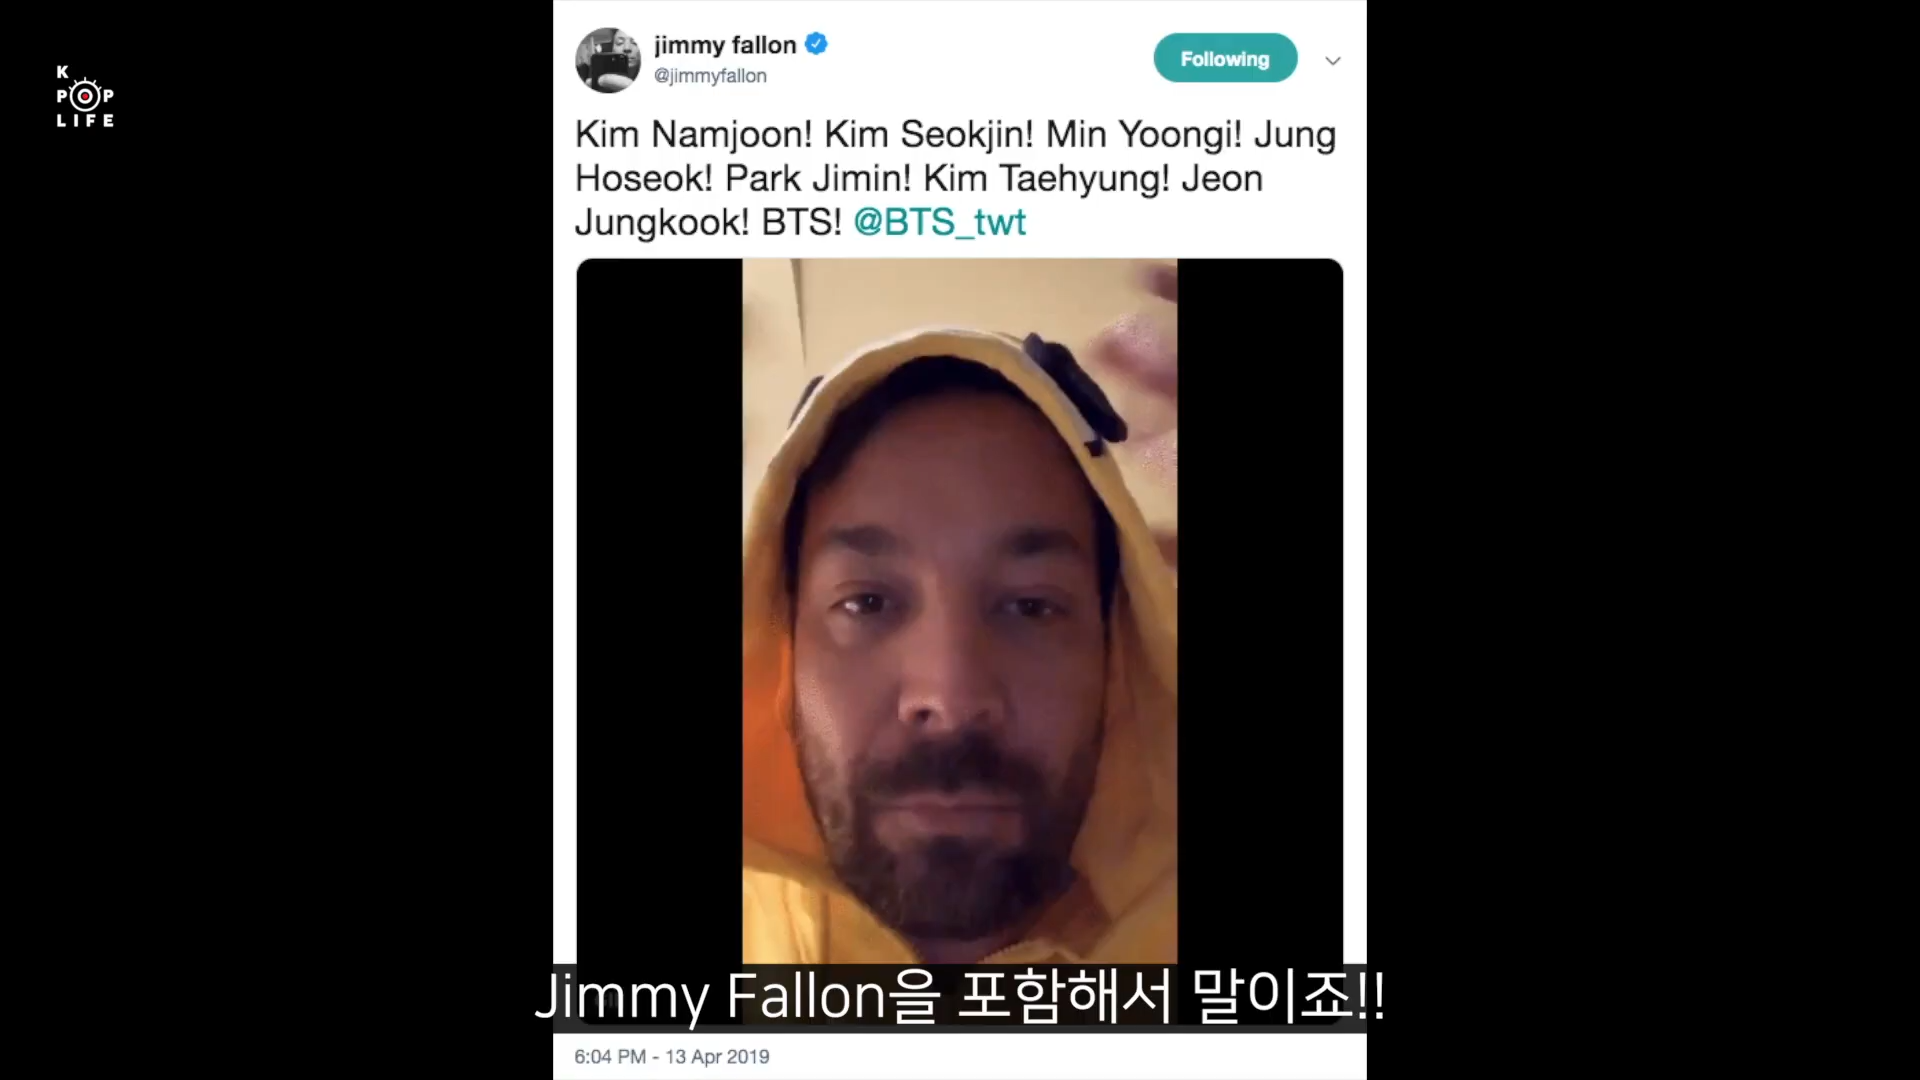 K
POP
LIFE
jimmy fallon
@jimmyfallon
Following
Kim Namjoon! Kim Seokjin! Min Yoongi! Jung
Hoseok! Park Jimin! Kim Taehyung! Jeon
Jungkook! BTS! @BTS_twt
Jimmy Fallon을 포함해서 말이죠!!
6:04 PM - 13 Apr 2019